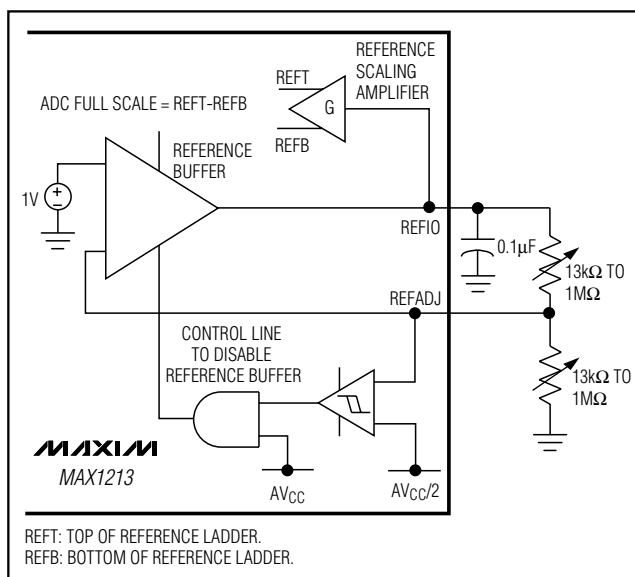 REFERENCE
SCALING
AMPLIFIER
REFT
G
REFB
ADC FULL SCALE = REFT-REFB
REFERENCE
BUFFER
1V
REFIO
0.1µF
13kΩ TO
1MΩ
REFADJ
CONTROL LINE
TO DISABLE
REFERENCE BUFFER
13kΩ TO
1MΩ
MAXIM
MAX1213
AVCC
AVCC/2
REFT: TOP OF REFERENCE LADDER.
REFB: BOTTOM OF REFERENCE LADDER.